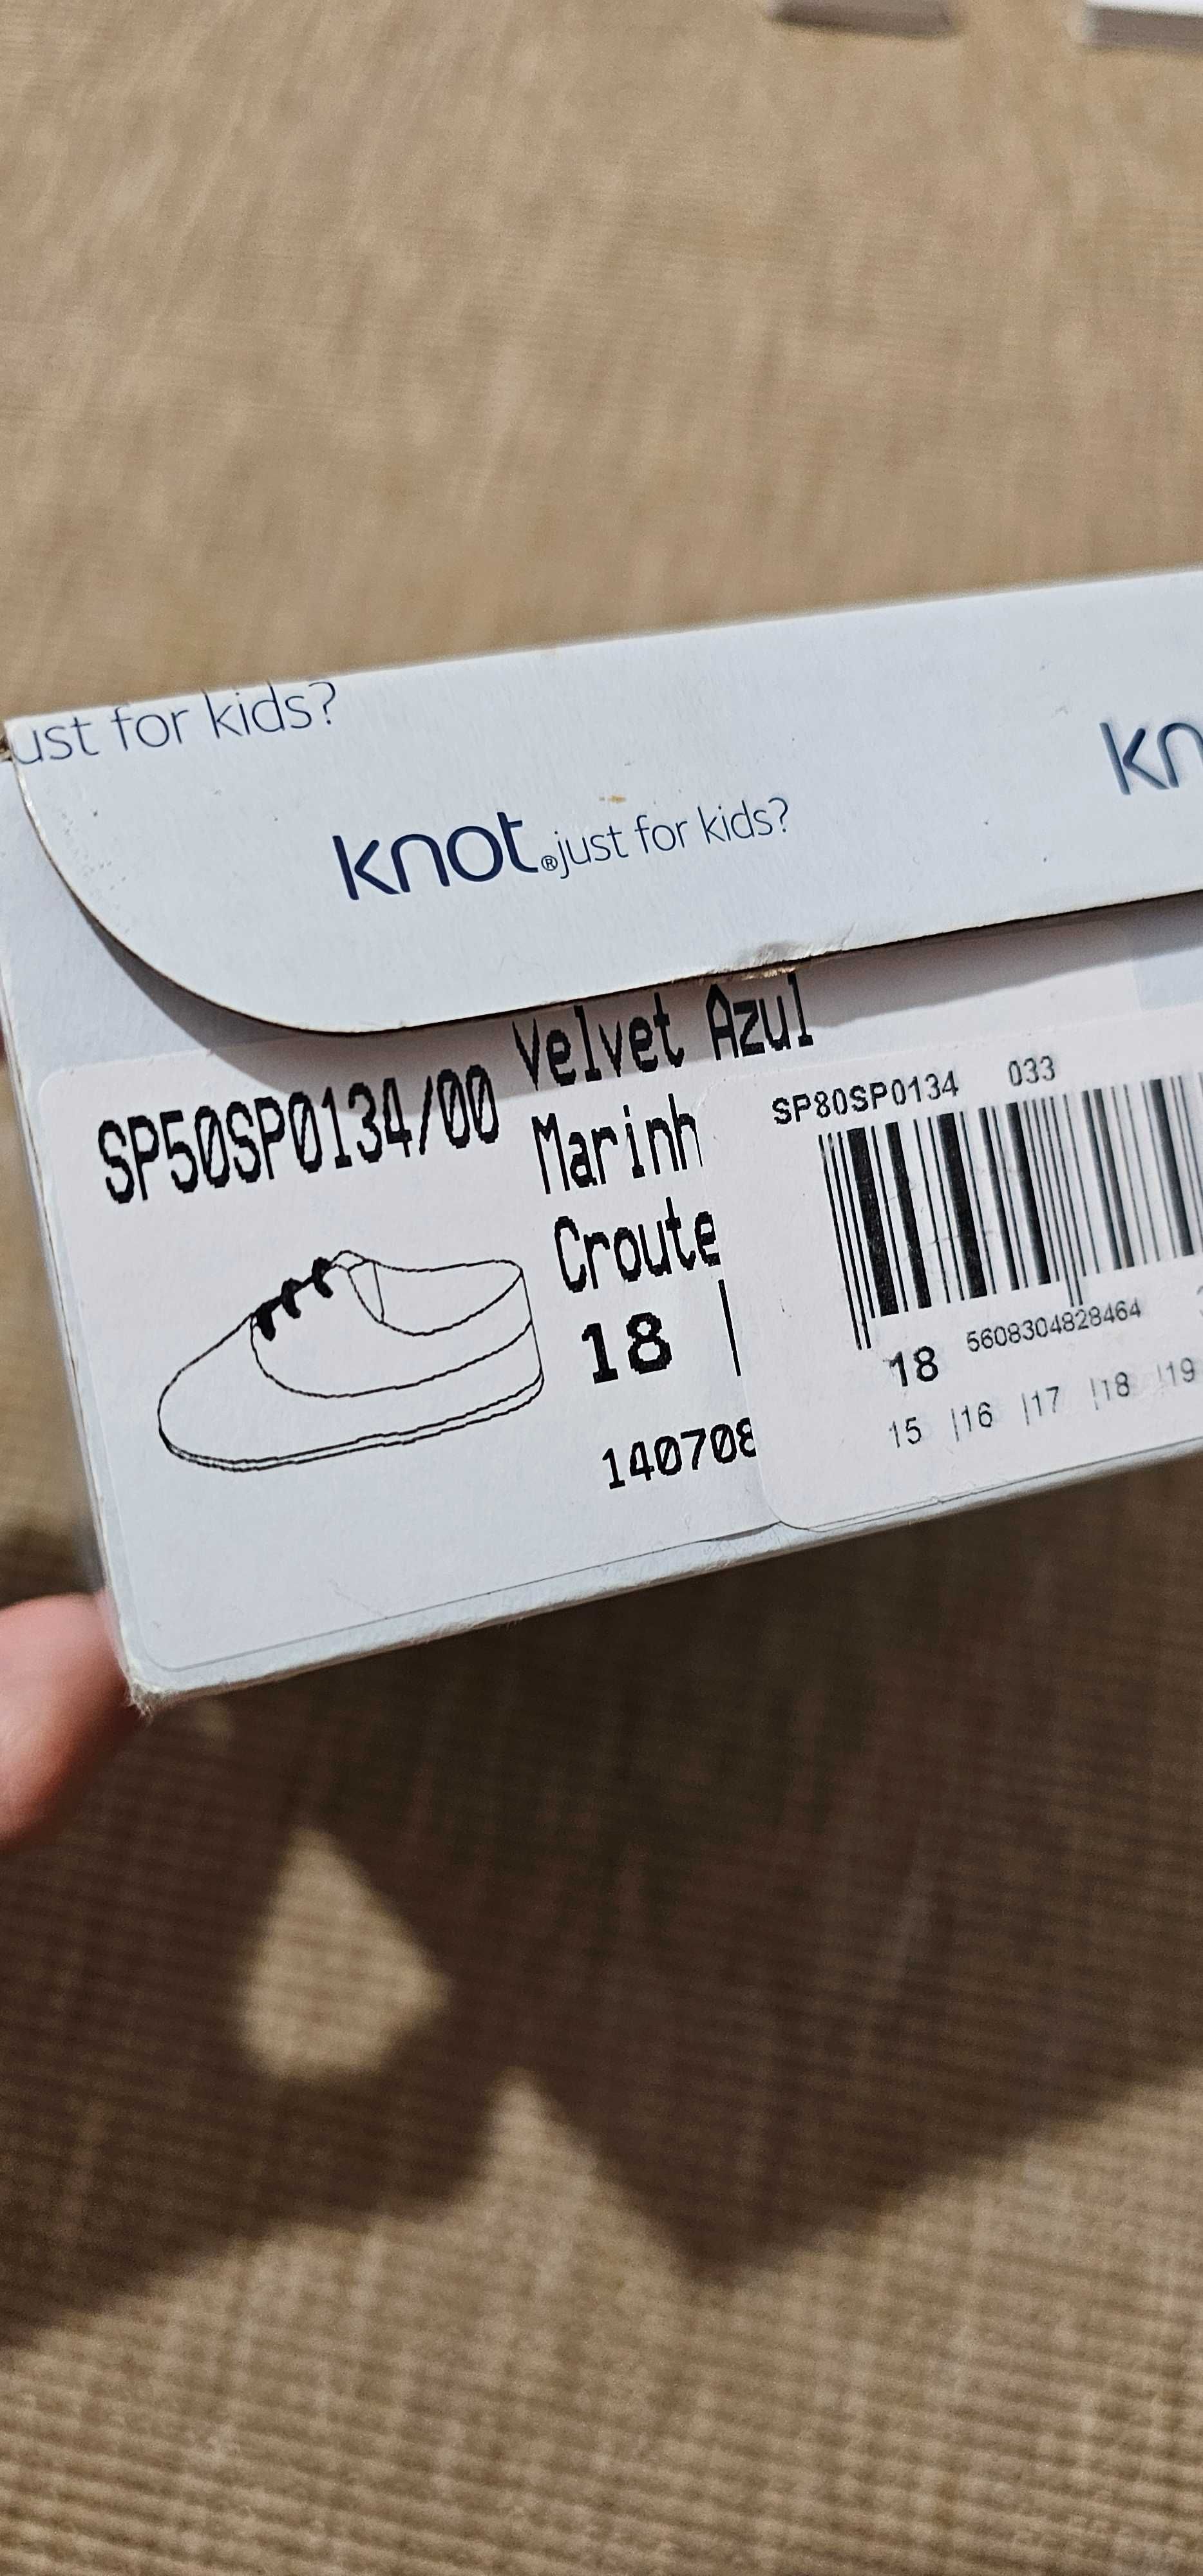 ust for kids?
knot® just for kids?
kn
SP50SP0134/00
Velvet Azul
Marinh
Croute
18
140708
SP80SP0134 033
5608304828464
18
15 |16 |17 |18 |19